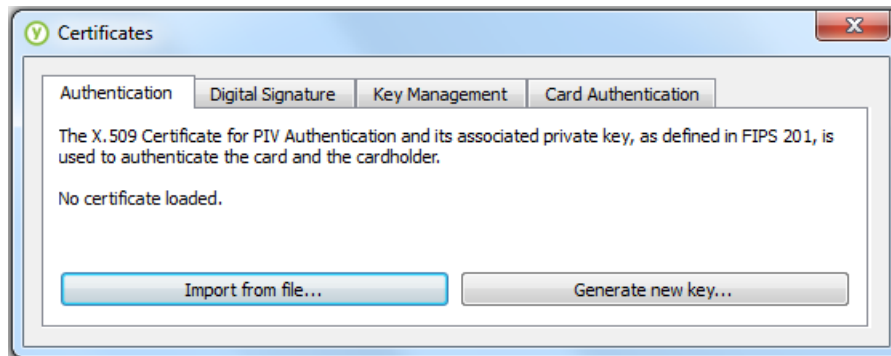 Certificates
Authentication
Digital Signature
Key Management
Card Authentication
The X.509 Certificate for PIV Authentication and its associated private key, as defined in FIPS 201, is
used to authenticate the card and the cardholder.
No certificate loaded.
Import from file...
Generate new key...